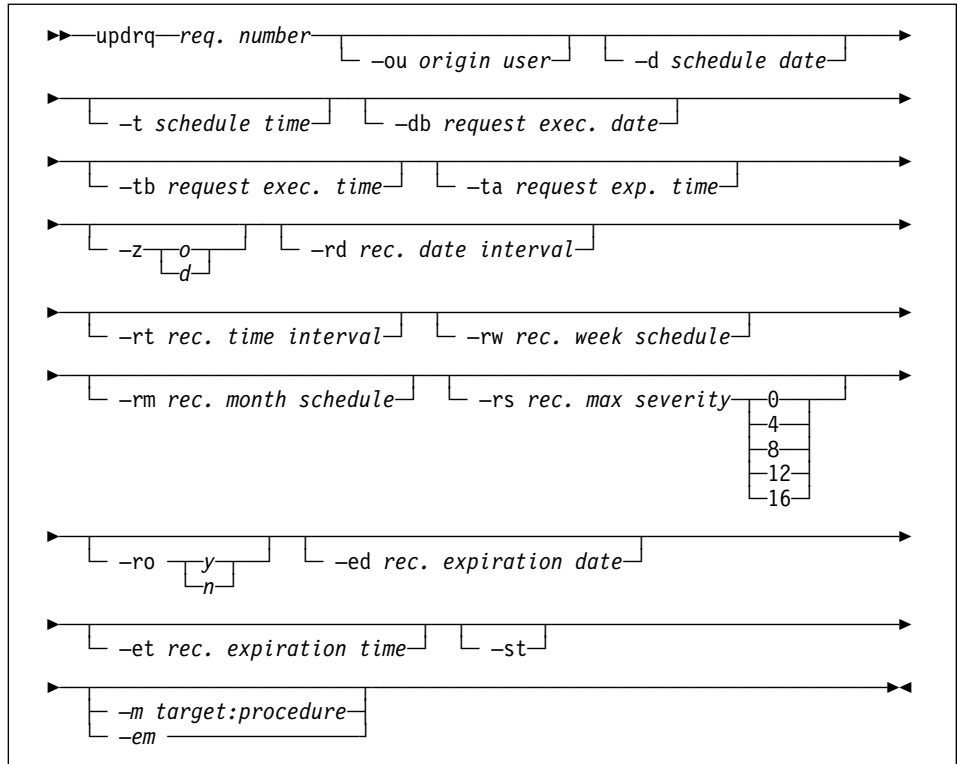 updrq req. number –ou origin user –d schedule date
–t schedule time –db request exec. date
–tb request exec. time –ta request exp. time
–z o –rd rec. date interval
d
–rt rec. time interval –rw rec. week schedule
–rm rec. month schedule –rs rec. max severity 0
4
8
12
16
–ro y –ed rec. expiration date
n
–et rec. expiration time –st
–m target:procedure
–em